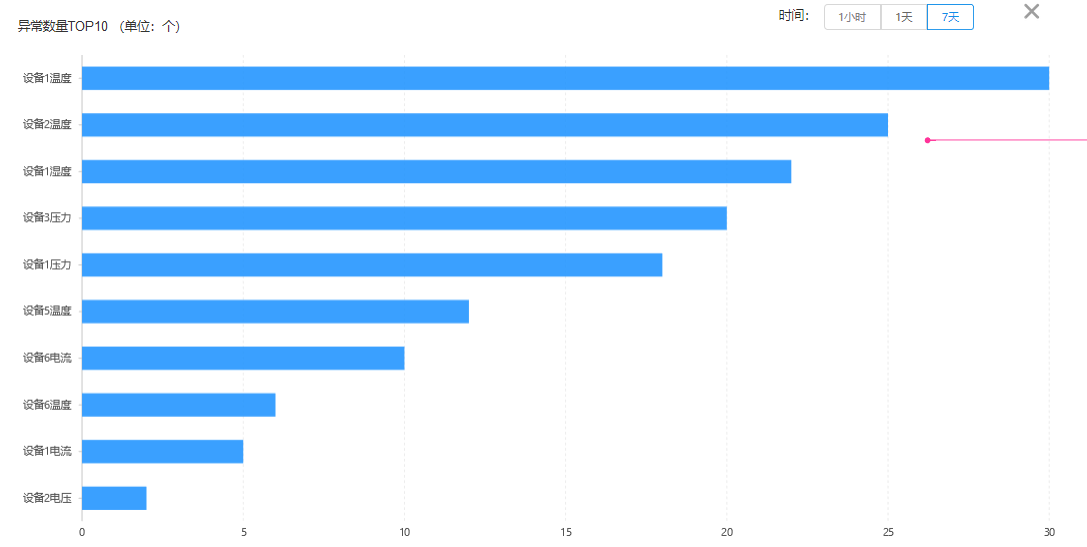 异常数量TOP10 （单位：个）
时间： 1小时 1天 7天
设备1温度
设备2温度
设备1湿度
设备3压力
设备1压力
设备5温度
设备6电流
设备6温度
设备1电流
设备2电压
0 5 10 15 20 25 30